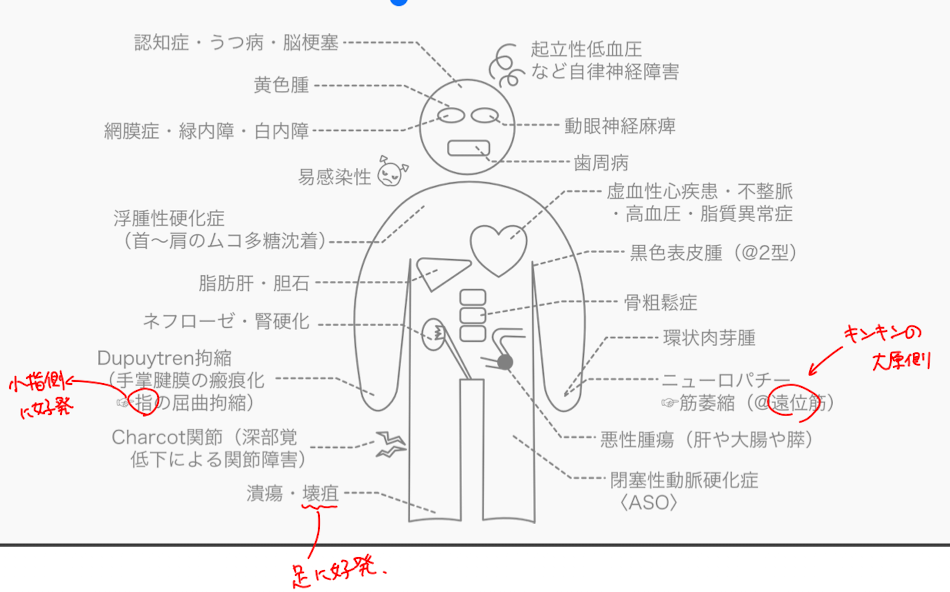 認知症・うつ病・脳梗塞
黄色腫
網膜症・緑内障・白内障
易感染性
浮腫性硬化症
(首〜肩のムコ多糖沈着)
脂肪肝・胆石
ネフローゼ・腎硬化
Dupuytren拘縮
(手掌腱膜の瘢痕化
☞指の屈曲拘縮)
小指側
に好発
Charcot関節（深部覚
低下による関節障害）
潰瘍・壊疽
足に好発.
起立性低血圧
など自律神経障害
動眼神経麻痺
歯周病
虚血性心疾患・不整脈
・高血圧・脂質異常症
黒色表皮腫（@2型）
骨粗鬆症
環状肉芽腫
キンキンの
ニューロパチー
☞筋萎縮（@遠位筋）
悪性腫瘍（肝や大腸や膵）
閉塞性動脈硬化症
〈ASO〉